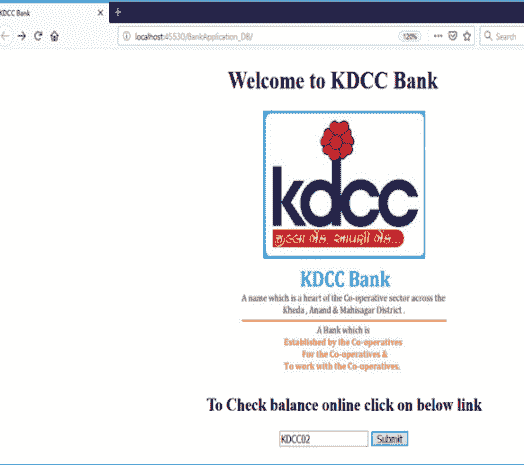 KDCC Bank
localhost:45530/BankApplication_DB/
120%
Search
Welcome to KDCC Bank
kdcc
જીલ્લા બેંક, આપણી બેંક...
KDCC Bank
A name which is a heart of the Co-operative sector across the
Kheda , Anand & Mahisagar District .
A Bank which is
Established by the Co-operatives
For the Co-operatives &
To work with the Co-operatives.
To Check balance online click on below link
KDCC02 Submit